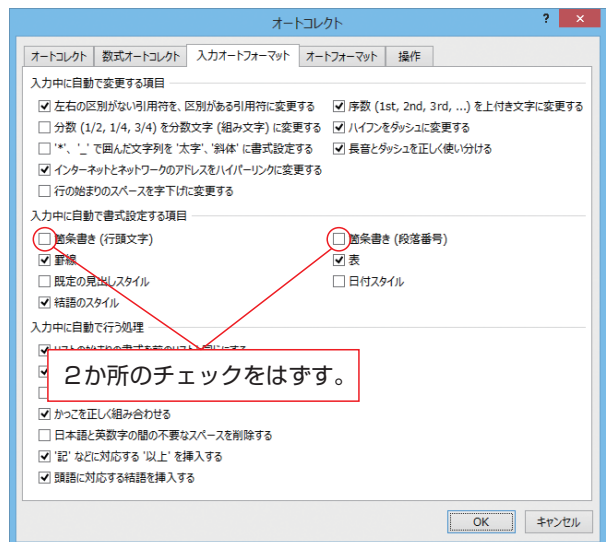 オートコレクト
?
×
オートコレクト 数式オートコレクト 入力オートフォーマット オートフォーマット 操作
入力中に自動で変更する項目
左右の区別がない引用符を、区別がある引用符に変更する
序数 (1st, 2nd, 3rd, ...) を上付き文字に変更する
分数 (1/2, 1/4, 3/4) を分数文字 (組み文字) に変更する
ハイフンをダッシュに変更する
'*'、'_' で囲んだ文字列を '太字'、'斜体' に書式設定する
長音とダッシュを正しく使い分ける
インターネットとネットワークのアドレスをハイパーリンクに変更する
行の始まりのスペースを字下げに変更する
入力中に自動で書式設定する項目
箇条書き (行頭文字)
箇条書き (段落番号)
罫線
表
既定の見出しスタイル
日付スタイル
結語のスタイル
入力中に自動で行う処理
2か所のチェックをはずす。
かっこを正しく組み合わせる
日本語と英数字の間の不要なスペースを削除する
'記' などに対応する '以上' を挿入する
頭語に対応する結語を挿入する
OK キャンセル